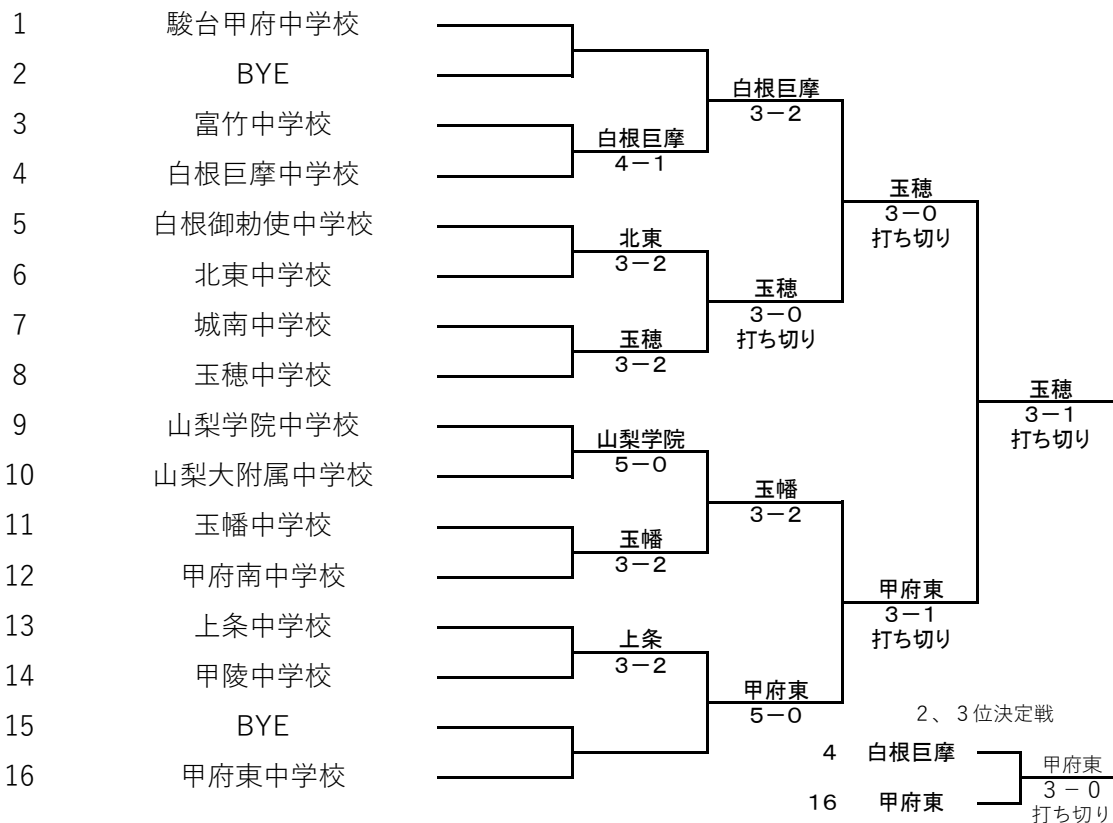 1 駿台甲府中学校
2 BYE
白根巨摩
3－2
3 富竹中学校
白根巨摩
4－1
4 白根巨摩中学校
玉穂
3－0
打ち切り
5 白根御勅使中学校
北東
3－2
6 北東中学校
玉穂
3－0
打ち切り
7 城南中学校
玉穂
3－2
8 玉穂中学校
玉穂
3－1
打ち切り
9 山梨学院中学校
山梨学院
5－0
10 山梨大附属中学校
玉幡
3－2
11 玉幡中学校
玉幡
3－2
12 甲府南中学校
甲府東
3－1
打ち切り
13 上条中学校
上条
3－2
14 甲陵中学校
甲府東
5－0
15 BYE
16 甲府東中学校
2、3位決定戦
4 白根巨摩
甲府東
3－0
打ち切り
16 甲府東